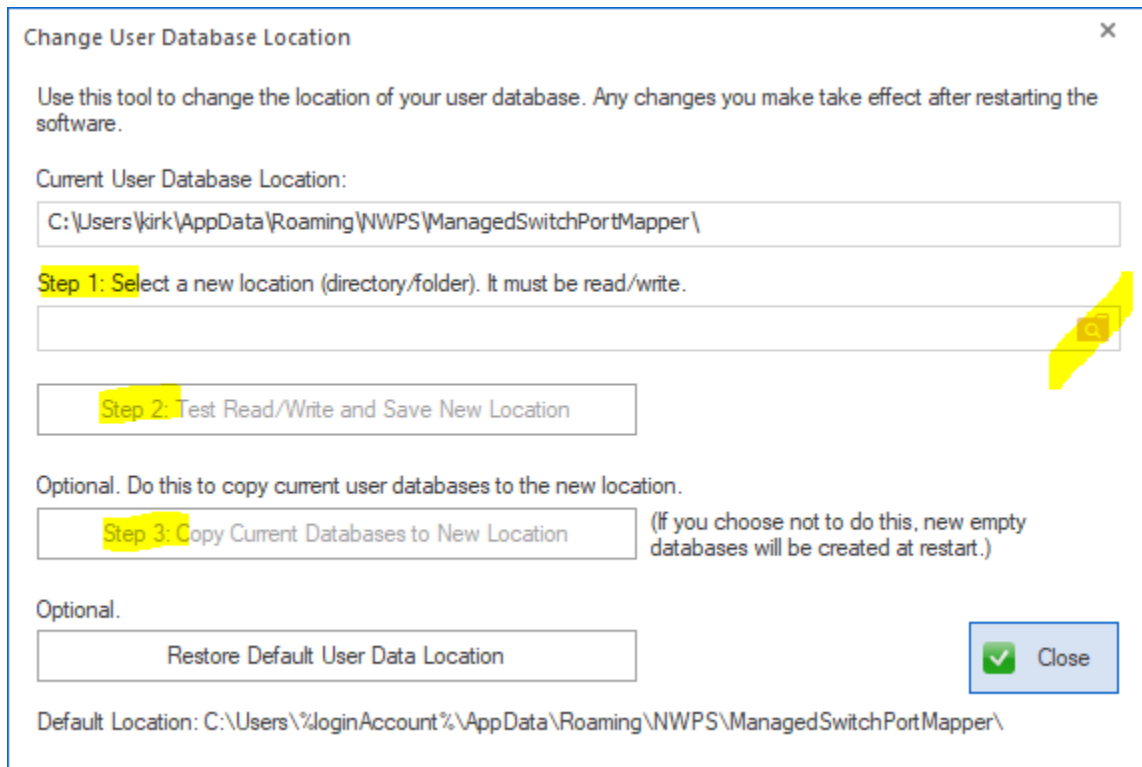 Change User Database Location
Use this tool to change the location of your user database. Any changes you make take effect after restarting the
software.
Current User Database Location:
C:\Users\kirk\AppData\Roaming\NWPS\ManagedSwitchPortMapper\
Step 1: Select a new location (directory/folder). It must be read/write.
Step 2: Test Read/Write and Save New Location
Optional. Do this to copy current user databases to the new location.
Step 3: Copy Current Databases to New Location
(If you choose not to do this, new empty
databases will be created at restart.)
Optional.
Restore Default User Data Location
Close
Default Location: C:\Users\%loginAccount%\AppData\Roaming\NWPS\ManagedSwitchPortMapper\